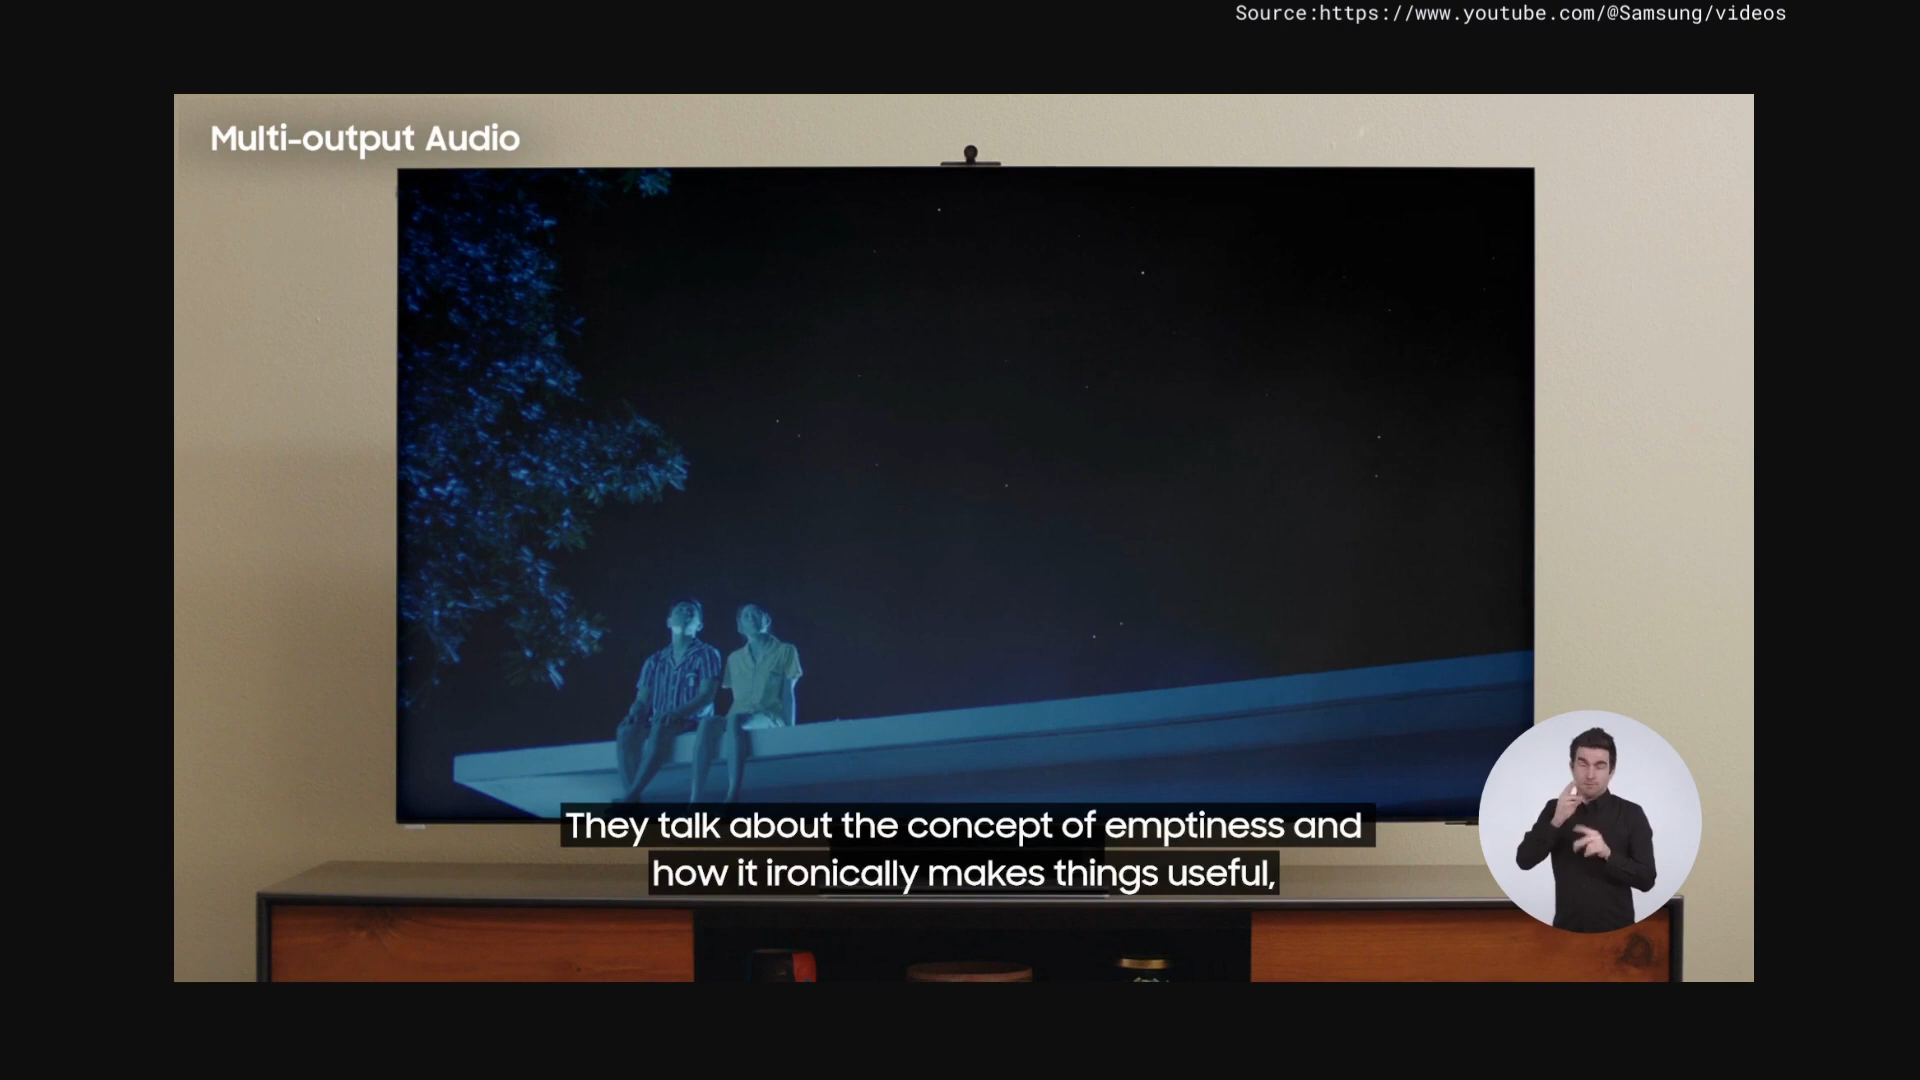 Source:https://www.youtube.com/@Samsung/videos
Multi-output Audio
They talk about the concept of emptiness and
how it ironically makes things useful,